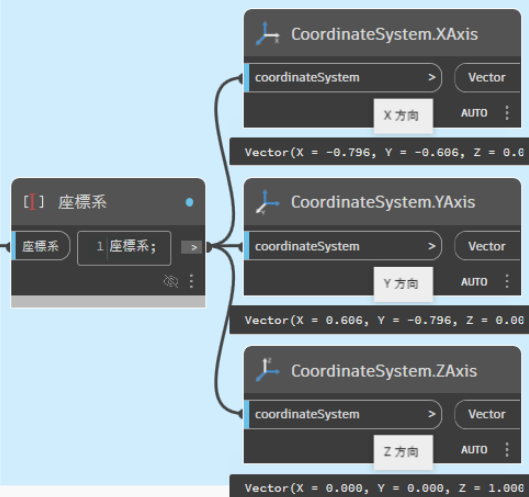 CoordinateSystem.XAxis
coordinateSystem > Vector
X 方向 AUTO
Vector(X = -0.796, Y = -0.606, Z = 0.0
[I] 座標系
座標系 1 座標系; >
CoordinateSystem.YAxis
coordinateSystem > Vector
Y 方向 AUTO
Vector(X = 0.606, Y = -0.796, Z = 0.00
CoordinateSystem.ZAxis
coordinateSystem > Vector
Z 方向 AUTO
Vector(X = 0.000, Y = 0.000, Z = 1.000